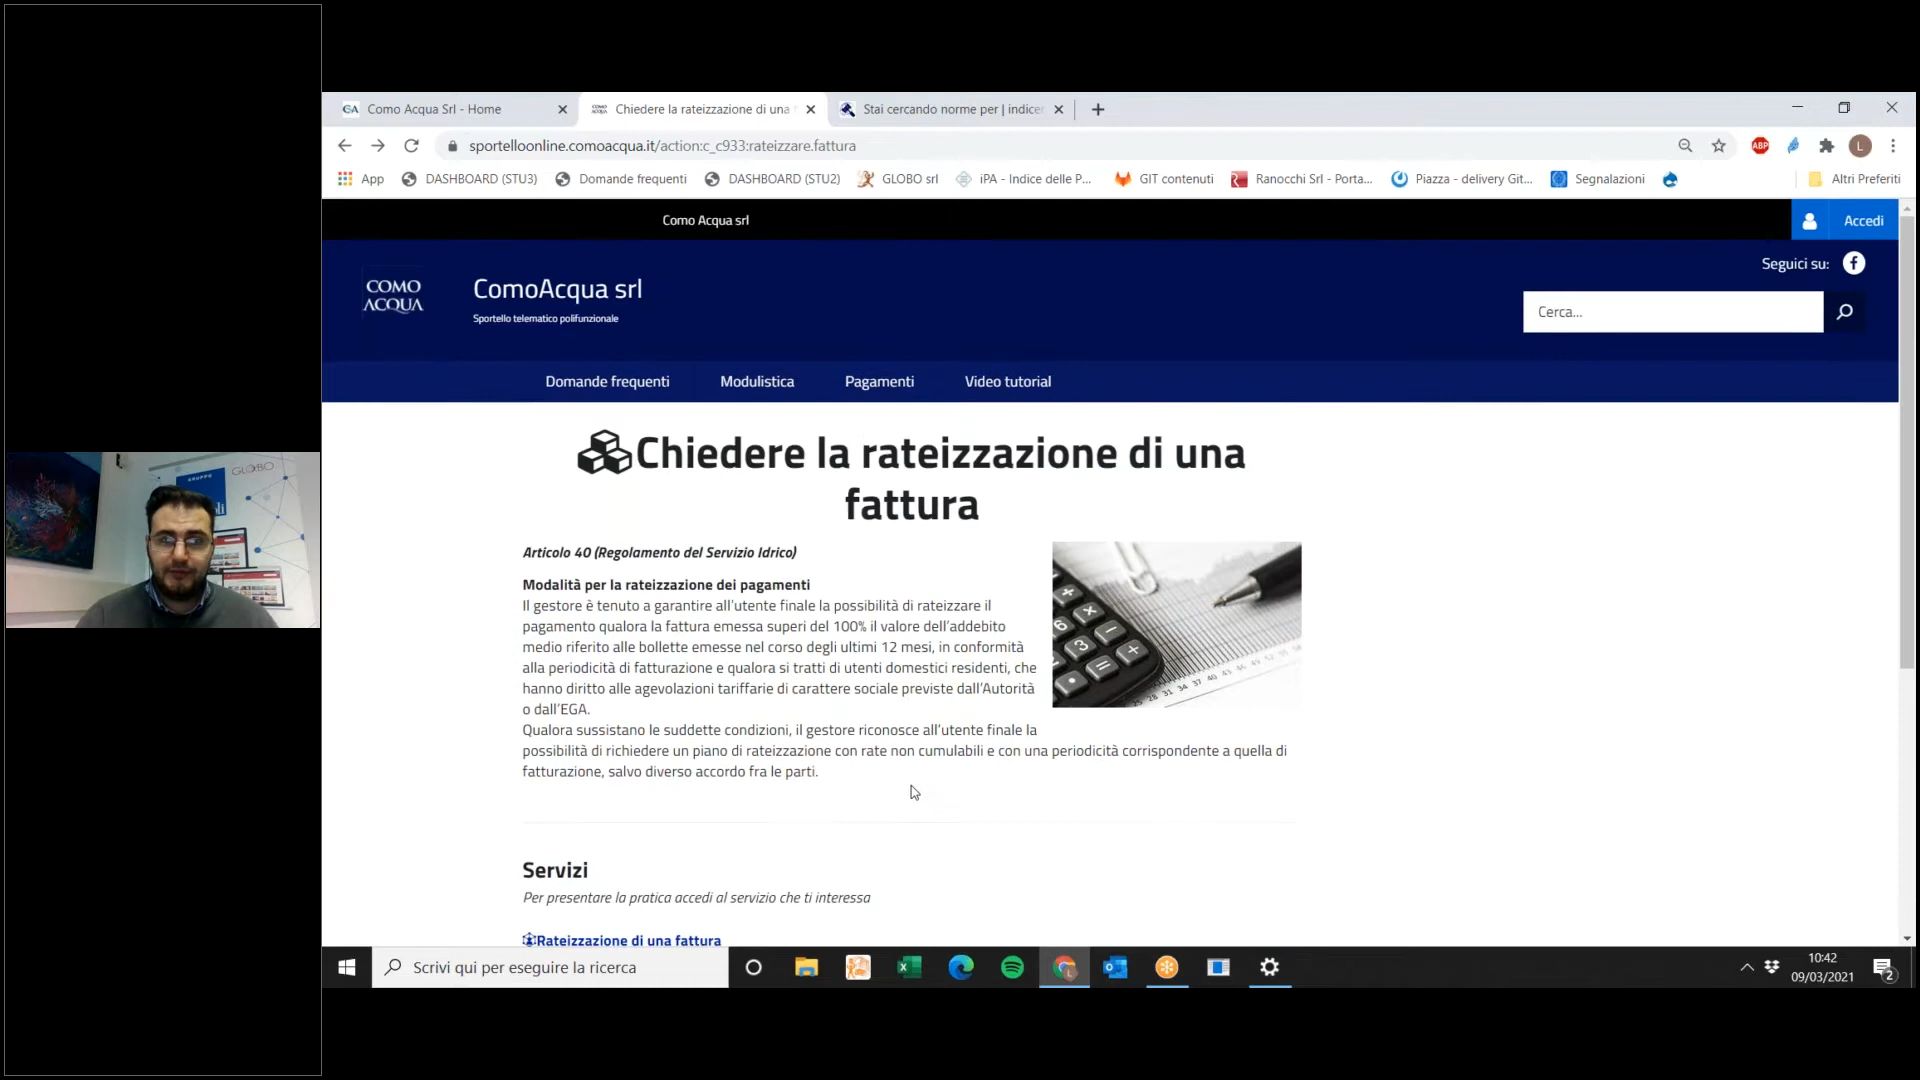 Como Acqua Srl - Home
Chiedere la rateizzazione di una
Stai cercando norme per | indice
sportelloonline.comoacqua.it/action:c_c933:rateizzare.fattura
ABP
L
App
DASHBOARD (STU3)
Domande frequenti
DASHBOARD (STU2)
GLOBO srl
iPA - Indice delle P...
GIT contenuti
Ranocchi Srl - Porta...
Piazza - delivery Git...
Segnalazioni
Altri Preferiti
Como Acqua srl
Accedi
Seguici su:
COMO
ACQUA
ComoAcqua srl
Sportello telematico polifunzionale
Cerca...
Domande frequenti
Modulistica
Pagamenti
Video tutorial
Chiedere la rateizzazione di una
fattura
Articolo 40 (Regolamento del Servizio Idrico)
Modalità per la rateizzazione dei pagamenti
Il gestore è tenuto a garantire all'utente finale la possibilità di rateizzare il
pagamento qualora la fattura emessa superi del 100% il valore dell'addebito
medio riferito alle bollette emesse nel corso degli ultimi 12 mesi, in conformità
alla periodicità di fatturazione e qualora si tratti di utenti domestici residenti, che
hanno diritto alle agevolazioni tariffarie di carattere sociale previste dall'Autorità
o dall'EGA.
Qualora sussistano le suddette condizioni, il gestore riconosce all'utente finale la
possibilità di richiedere un piano di rateizzazione con rate non cumulabili e con una periodicità corrispondente a quella di
fatturazione, salvo diverso accordo fra le parti.
Servizi
Per presentare la pratica accedi al servizio che ti interessa
Rateizzazione di una fattura
GLOBO
GRUPPO
Scrivi qui per eseguire la ricerca
10:42
09/03/2021
2